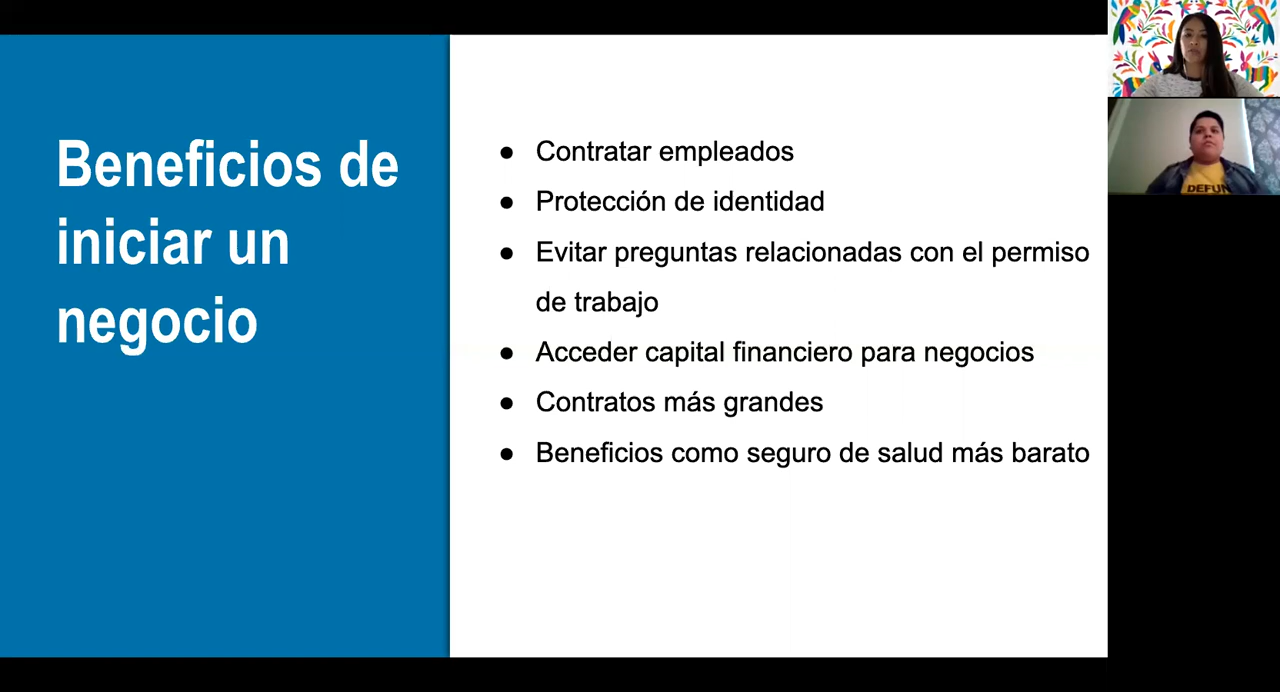 Beneficios de
iniciar un
negocio
● Contratar empleados
● Protección de identidad
● Evitar preguntas relacionadas con el permiso
de trabajo
● Acceder capital financiero para negocios
● Contratos más grandes
● Beneficios como seguro de salud más barato
DEFUN